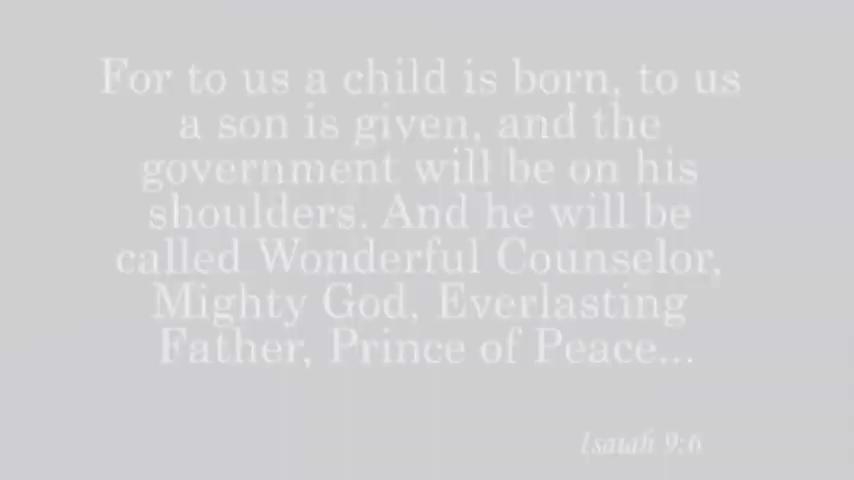 For to us a child is born, to us
a son is given, and the
government will be on his
shoulders. And he will be
called Wonderful Counselor,
Mighty God, Everlasting
Father, Prince of Peace...
Isaiah 9:6